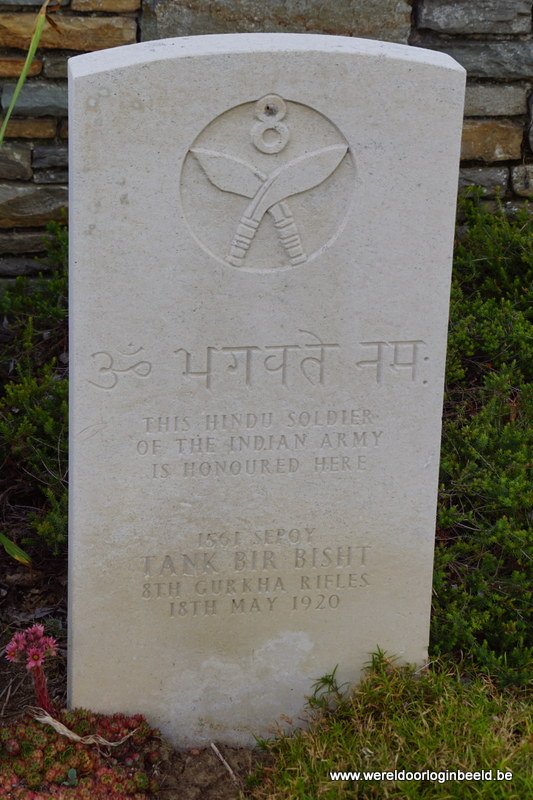 8
ॐ भगवते नमः
THIS HINDU SOLDIER
OF THE INDIAN ARMY
IS HONOURED HERE
1561 SEPOY
TANK BIR BISHT
8TH GURKHA RIFLES
18TH MAY 1920
www.wereldoorloginbeeld.be